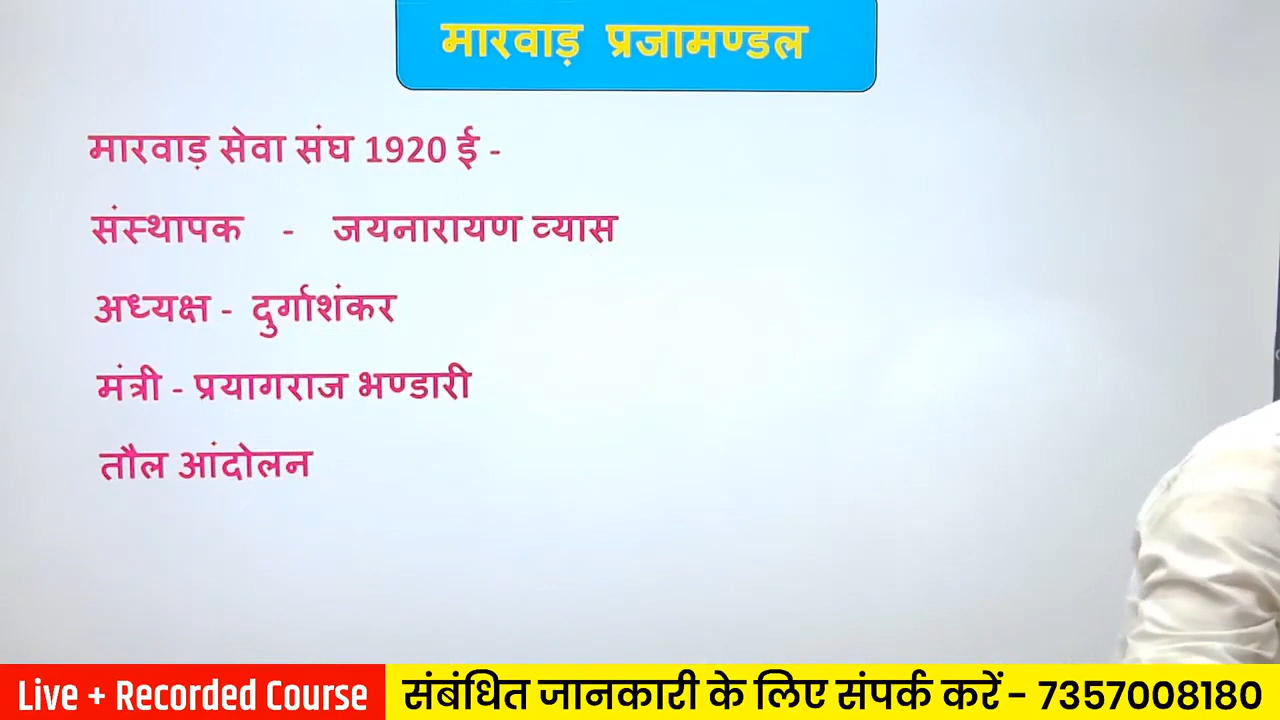 मारवाड़ प्रजामण्डल
मारवाड़ सेवा संघ 1920 ई -
संस्थापक - जयनारायण व्यास
अध्यक्ष - दुर्गाशंकर
मंत्री - प्रयागराज भण्डारी
तौल आंदोलन
Live + Recorded Course संबंधित जानकारी के लिए संपर्क करें - 7357008180